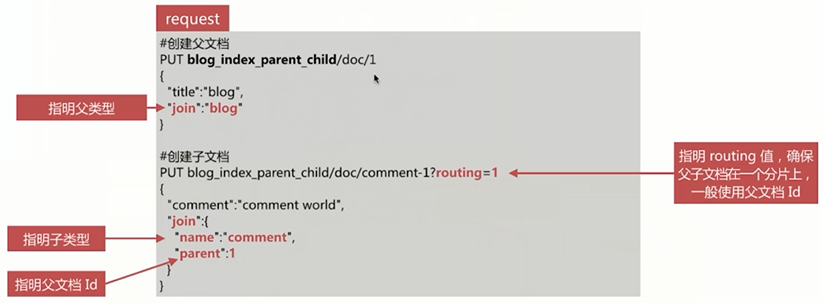 request
#创建父文档
PUT blog_index_parent_child/doc/1
{
"title":"blog",
"join":"blog"
}
指明父类型
#创建子文档
PUT blog_index_parent_child/doc/comment-1?routing=1
{
"comment":"comment world",
"join":{
"name":"comment",
"parent":1
}
}
指明 routing 值，确保
父子文档在一个分片上，
一般使用父文档 Id
指明子类型
指明父文档 Id